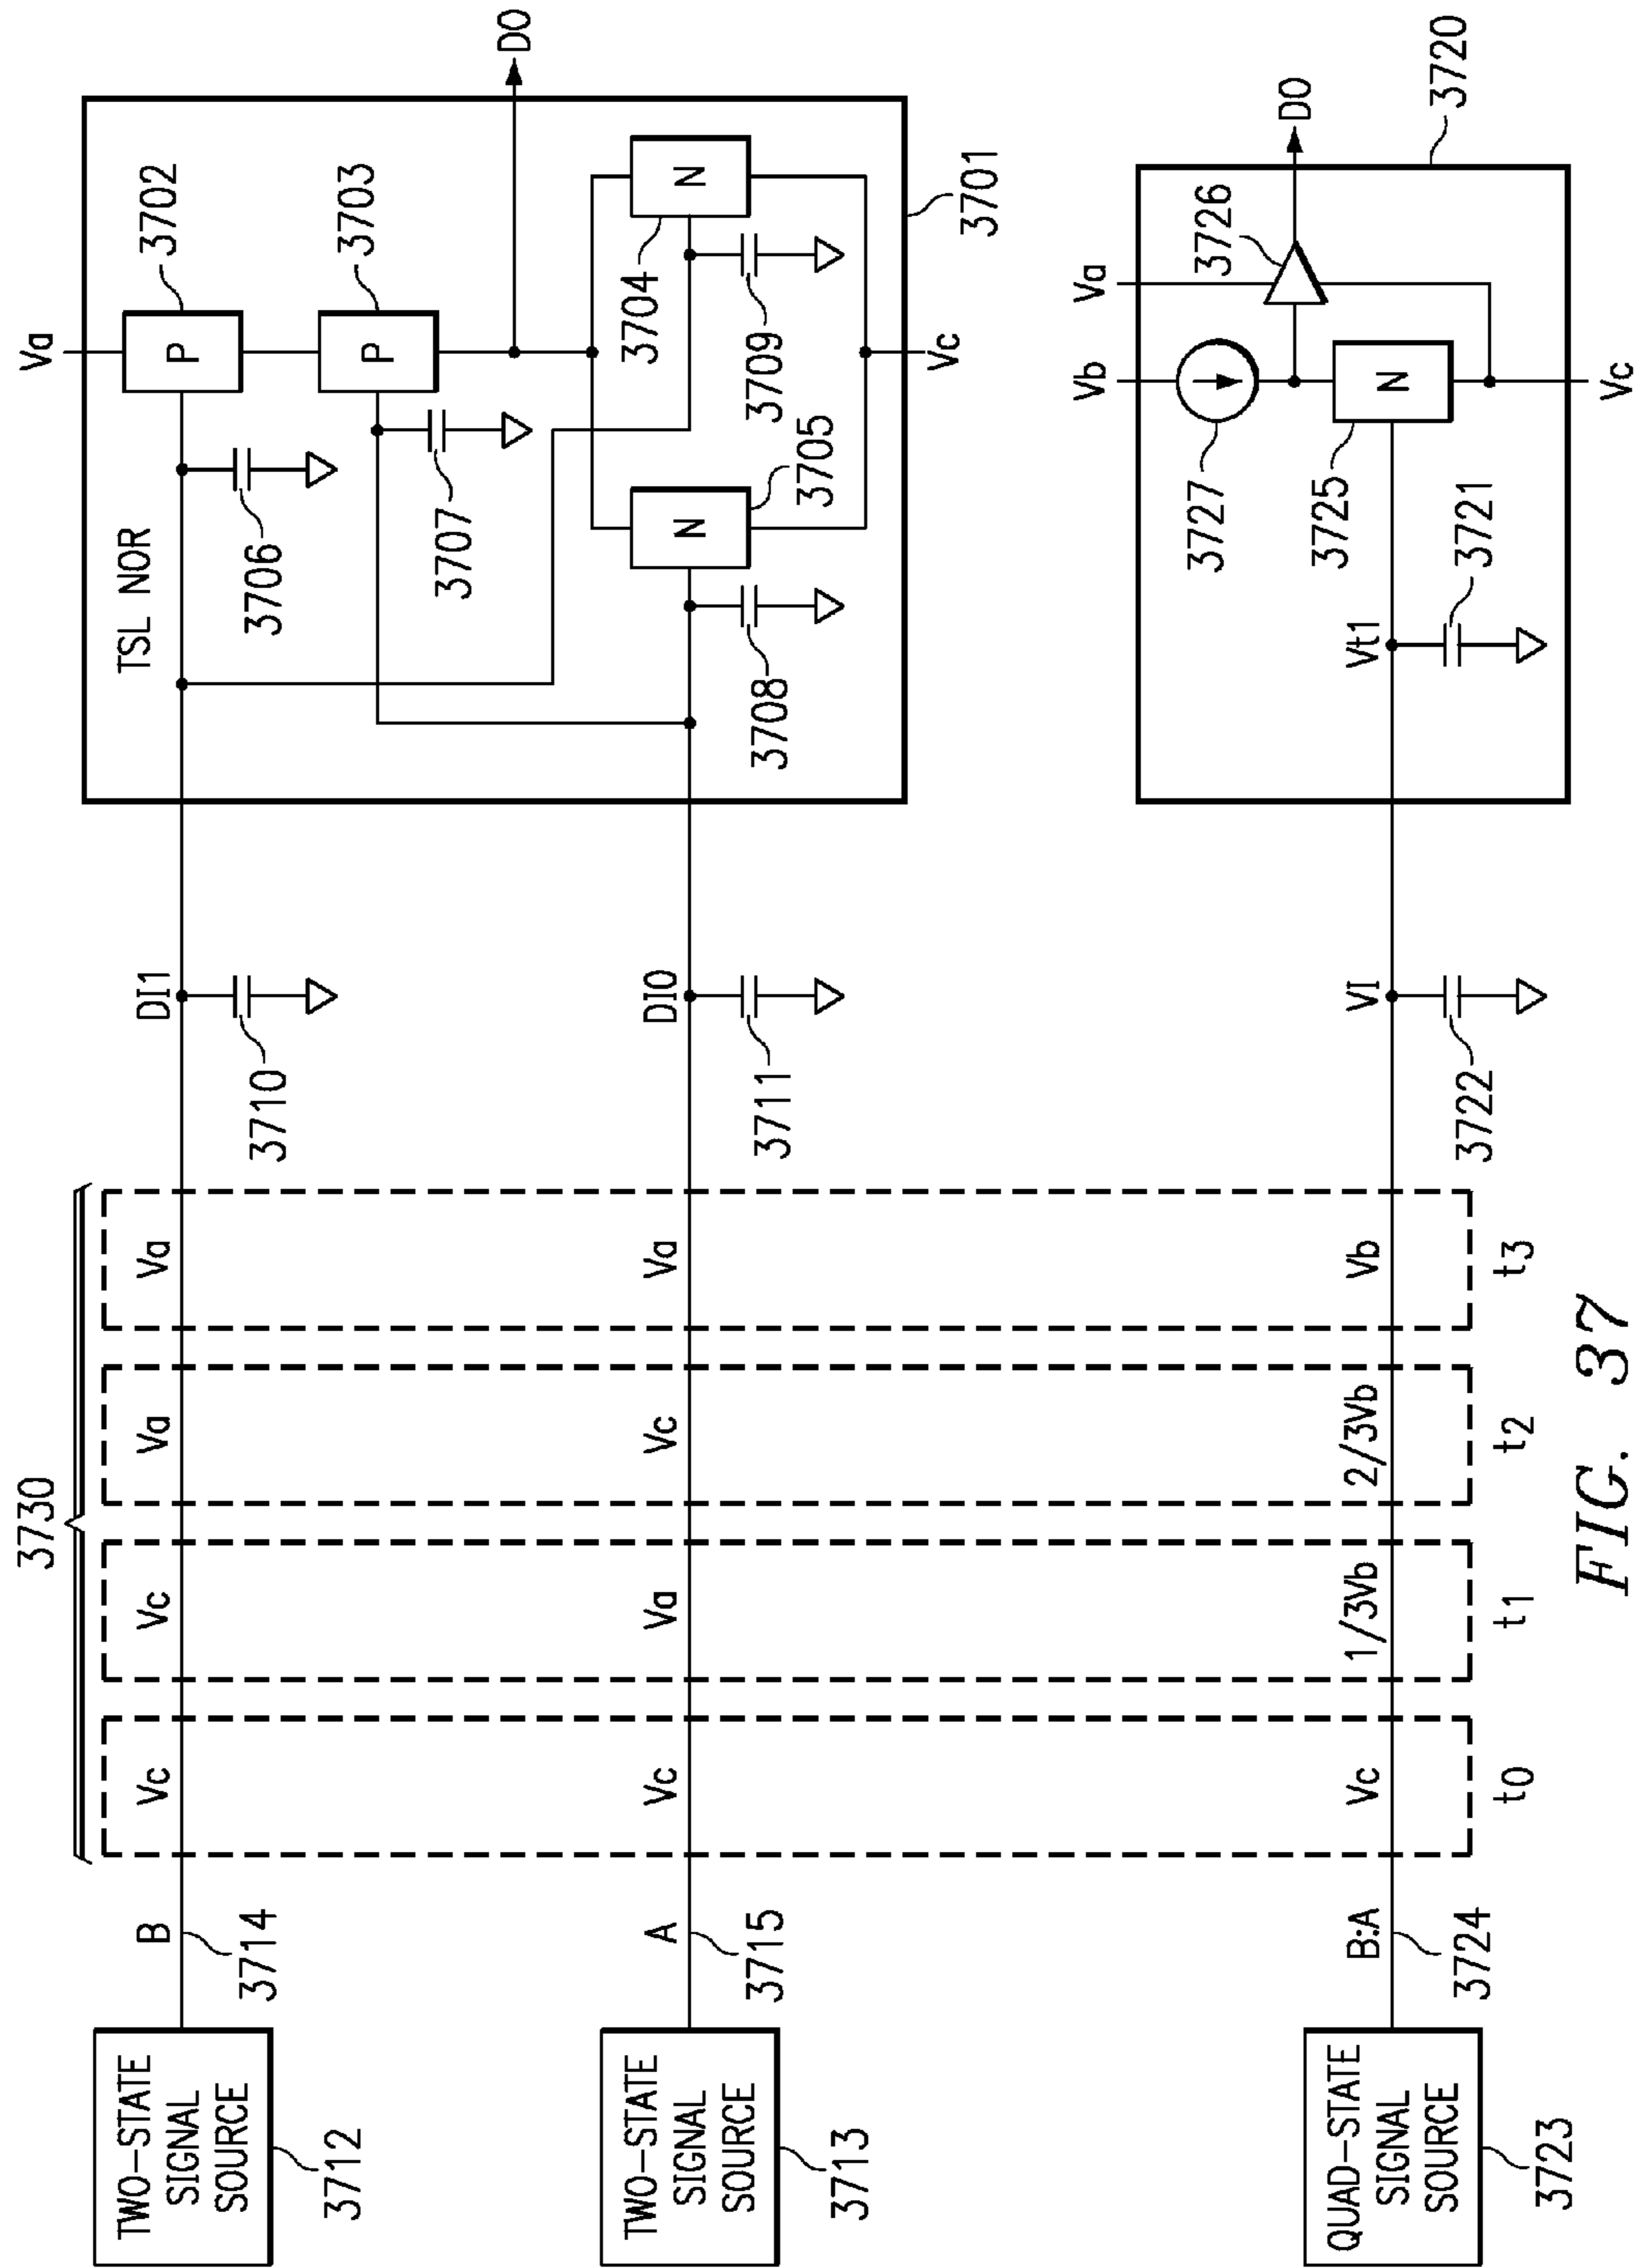 3730
TWO-STATE
SIGNAL
SOURCE
3712
B
3714
Vc
Vc
Va
Va
DI1
3710
TSL NOR
Va
P
3702
3706
P
3703
3707
DO
TWO-STATE
SIGNAL
SOURCE
3713
A
3715
Vc
Va
Vc
Va
DI0
3711
3708
N
3705
N
3704
3709
Vc
3701
QUAD-STATE
SIGNAL
SOURCE
3723
B:A
3724
Vc
1/3Vb
2/3Vb
Vb
t0
t1
t2
t3
VI
3722
Vt1
3721
Vb
Va
3727
3726
DO
N
3725
Vc
3720
FIG. 37